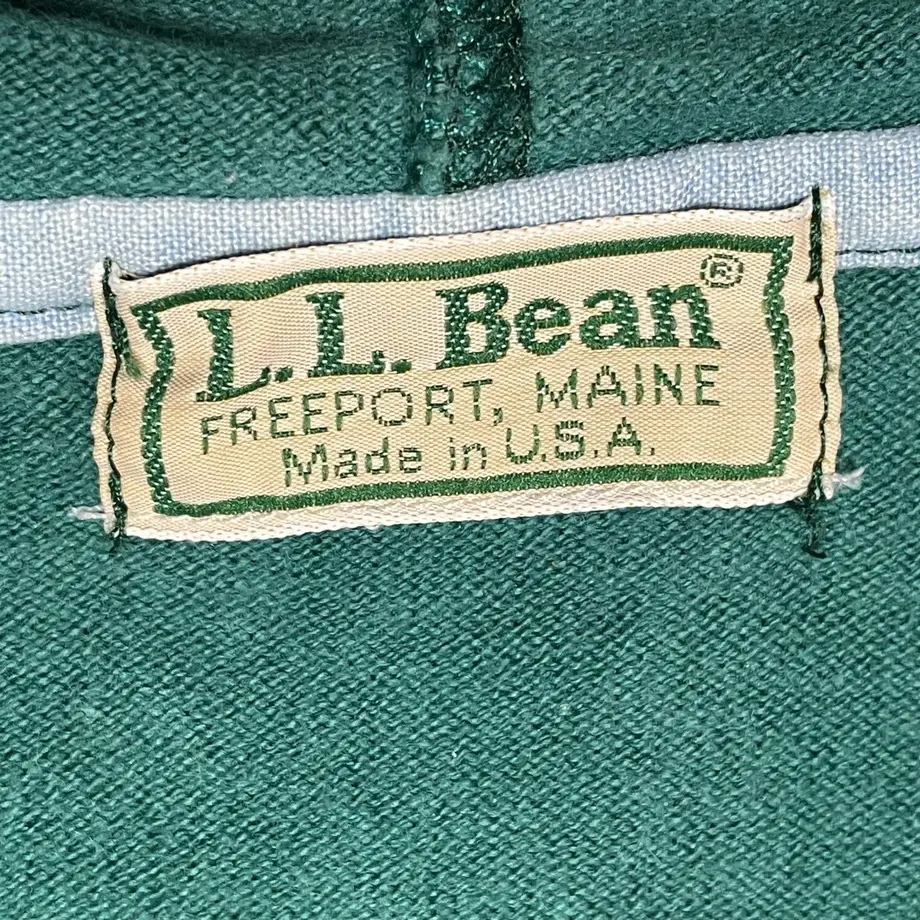 L.L. Bean®
FREEPORT, MAINE
Made in U.S.A.